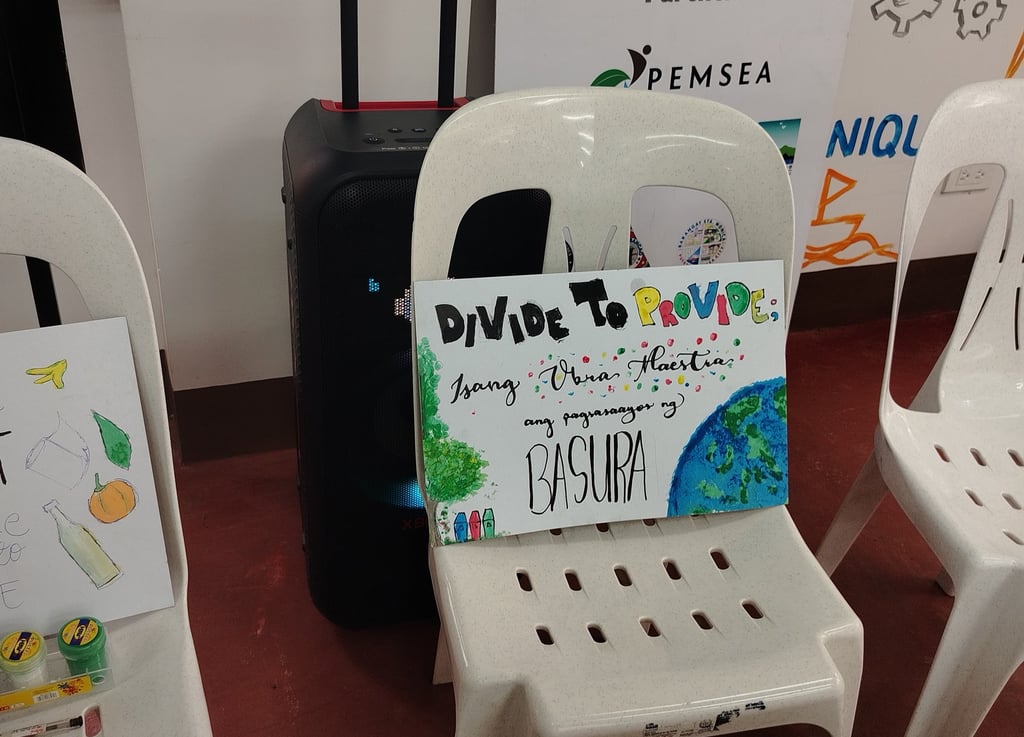 PEMSEA
NIQU
DIVIDE TO PROVIDE;
Isang Obra Maestra
ang pagsasaayos ng
BASURA